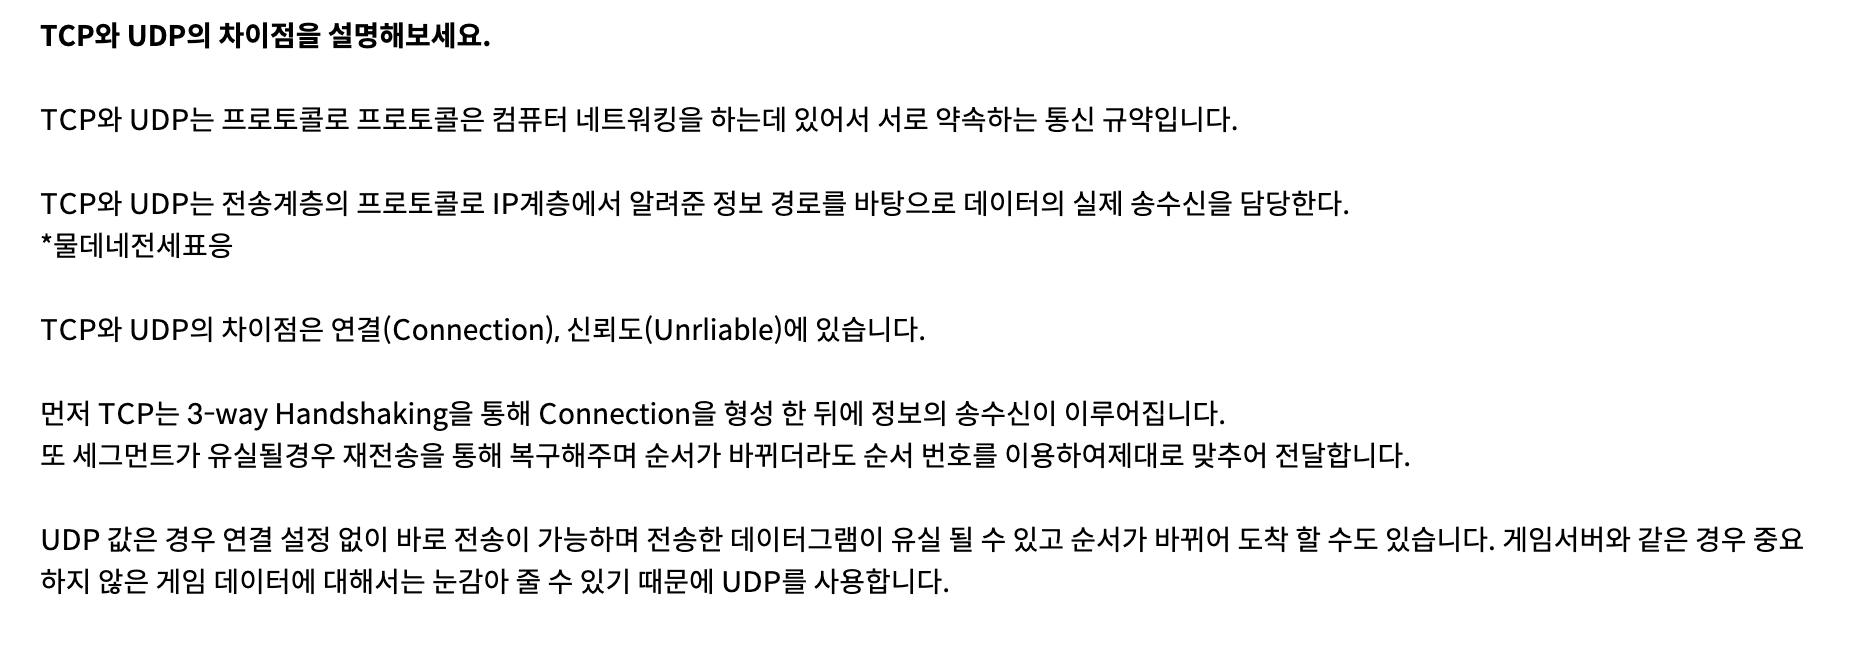 TCP와 UDP의 차이점을 설명해보세요.
TCP와 UDP는 프로토콜로 프로토콜은 컴퓨터 네트워킹을 하는데 있어서 서로 약속하는 통신 규약입니다.
TCP와 UDP는 전송계층의 프로토콜로 IP계층에서 알려준 정보 경로를 바탕으로 데이터의 실제 송수신을 담당한다.
*물데네전세표응
TCP와 UDP의 차이점은 연결(Connection), 신뢰도(Unrliable)에 있습니다.
먼저 TCP는 3-way Handshaking을 통해 Connection을 형성 한 뒤에 정보의 송수신이 이루어집니다.
또 세그먼트가 유실될경우 재전송을 통해 복구해주며 순서가 바뀌더라도 순서 번호를 이용하여제대로 맞추어 전달합니다.
UDP 값은 경우 연결 설정 없이 바로 전송이 가능하며 전송한 데이터그램이 유실 될 수 있고 순서가 바뀌어 도착 할 수도 있습니다. 게임서버와 같은 경우 중요
하지 않은 게임 데이터에 대해서는 눈감아 줄 수 있기 때문에 UDP를 사용합니다.